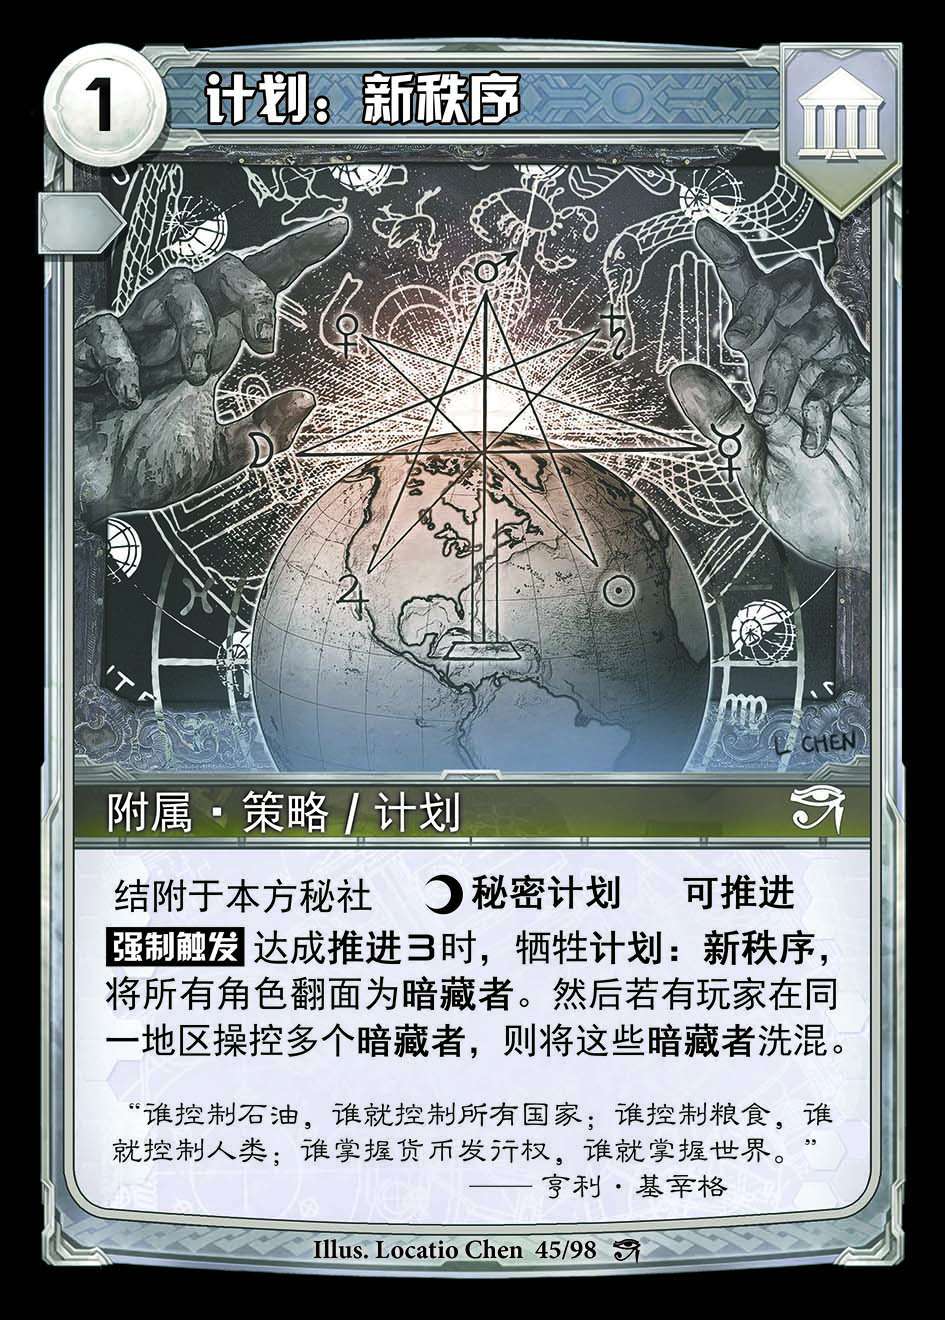 1
计划：新秩序
L CHEN
附属·策略 / 计划
结附于本方秘社 秘密计划 可推进
强制触发 达成推进3时，牺牲计划：新秩序，
将所有角色翻面为暗藏者。然后若有玩家在同
一地区操控多个暗藏者，则将这些暗藏者洗混。
“谁控制石油，谁就控制所有国家；谁控制粮食，谁
就控制人类；谁掌握货币发行权，谁就掌握世界。”
—— 亨利·基辛格
Illus. Locatio Chen 45/98